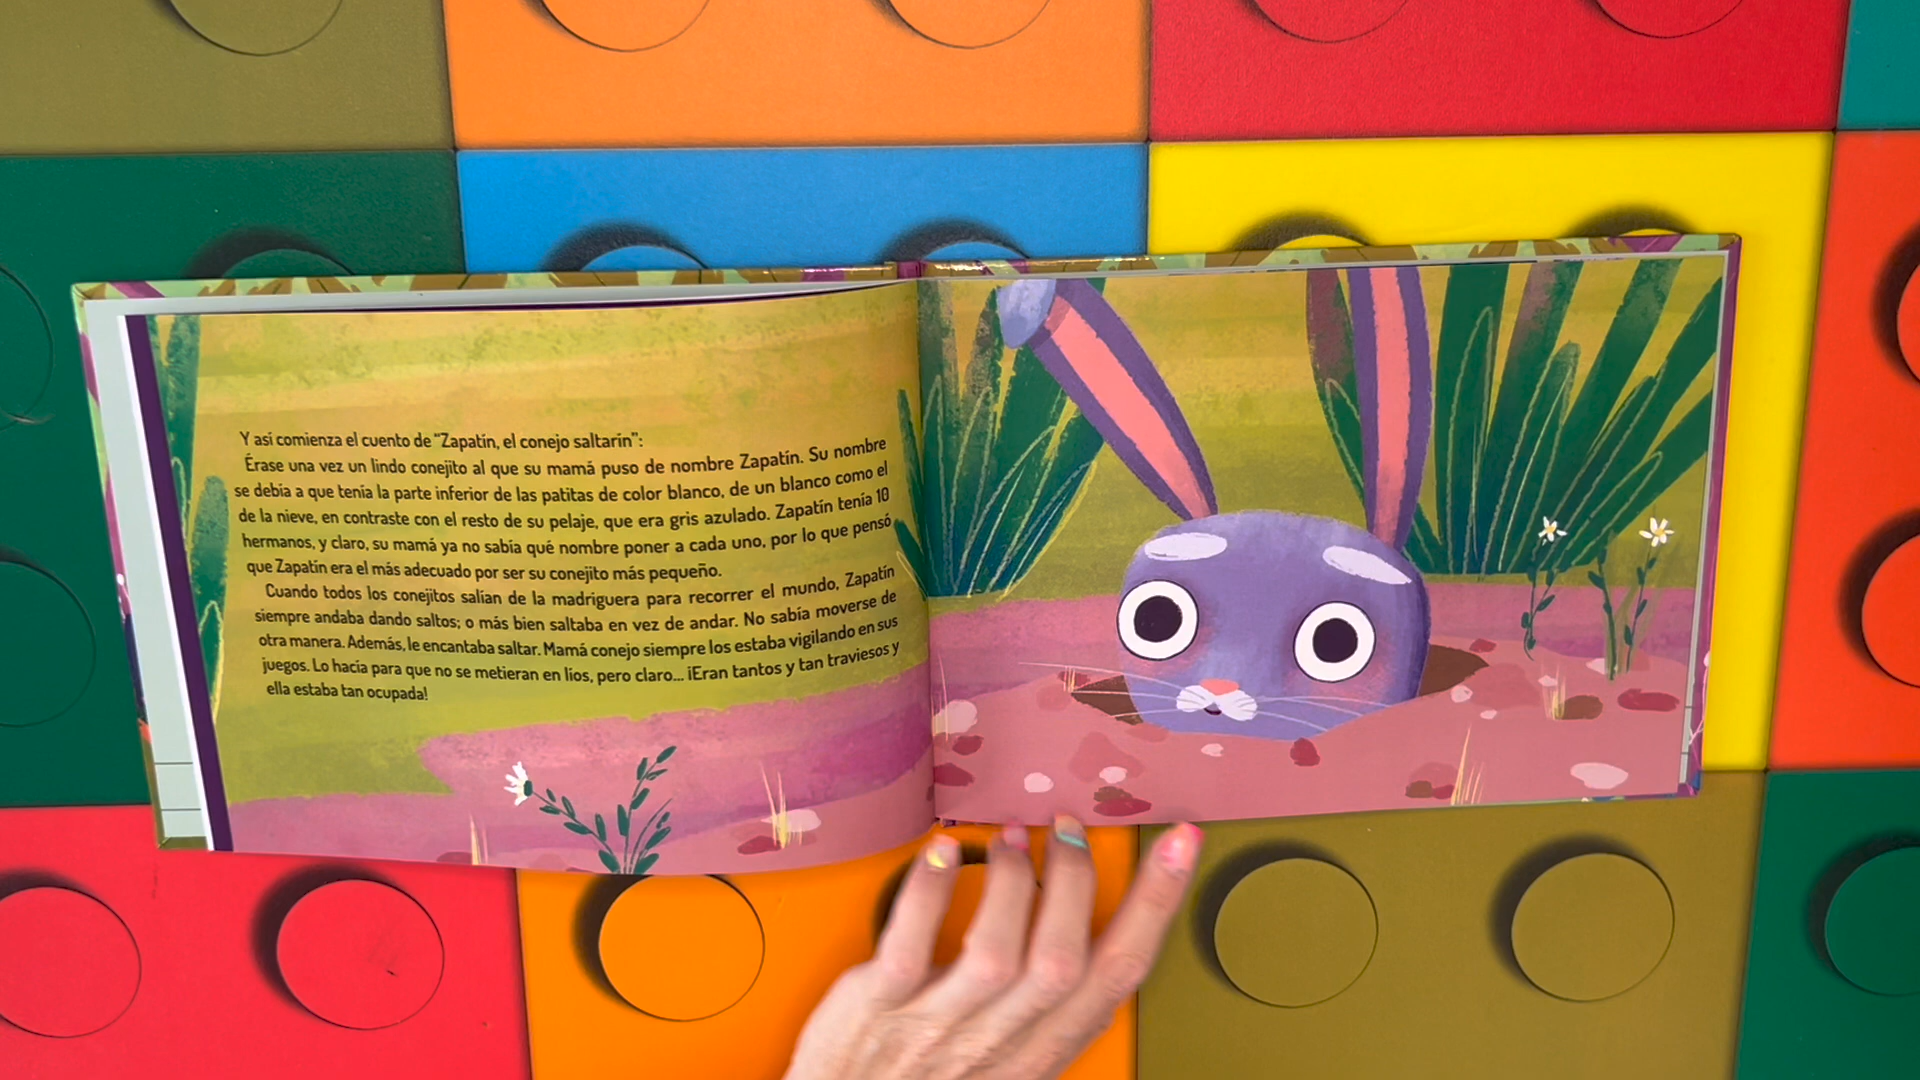 Y así comienza el cuento de “Zapatín, el conejo saltarín”:
Érase una vez un lindo conejito al que su mamá puso de nombre Zapatín. Su nombre
se debía a que tenía la parte inferior de las patitas de color blanco, de un blanco como el
de la nieve, en contraste con el resto de su pelaje, que era gris azulado. Zapatín tenía 10
hermanos, y claro, su mamá ya no sabía qué nombre poner a cada uno, por lo que pensó
que Zapatín era el más adecuado por ser su conejito más pequeño.
Cuando todos los conejitos salían de la madriguera para recorrer el mundo, Zapatín
siempre andaba dando saltos; o más bien saltaba en vez de andar. No sabía moverse de
otra manera. Además, le encantaba saltar. Mamá conejo siempre los estaba vigilando en sus
juegos. Lo hacía para que no se metieran en líos, pero claro... ¡Eran tantos y tan traviesos y
ella estaba tan ocupada!